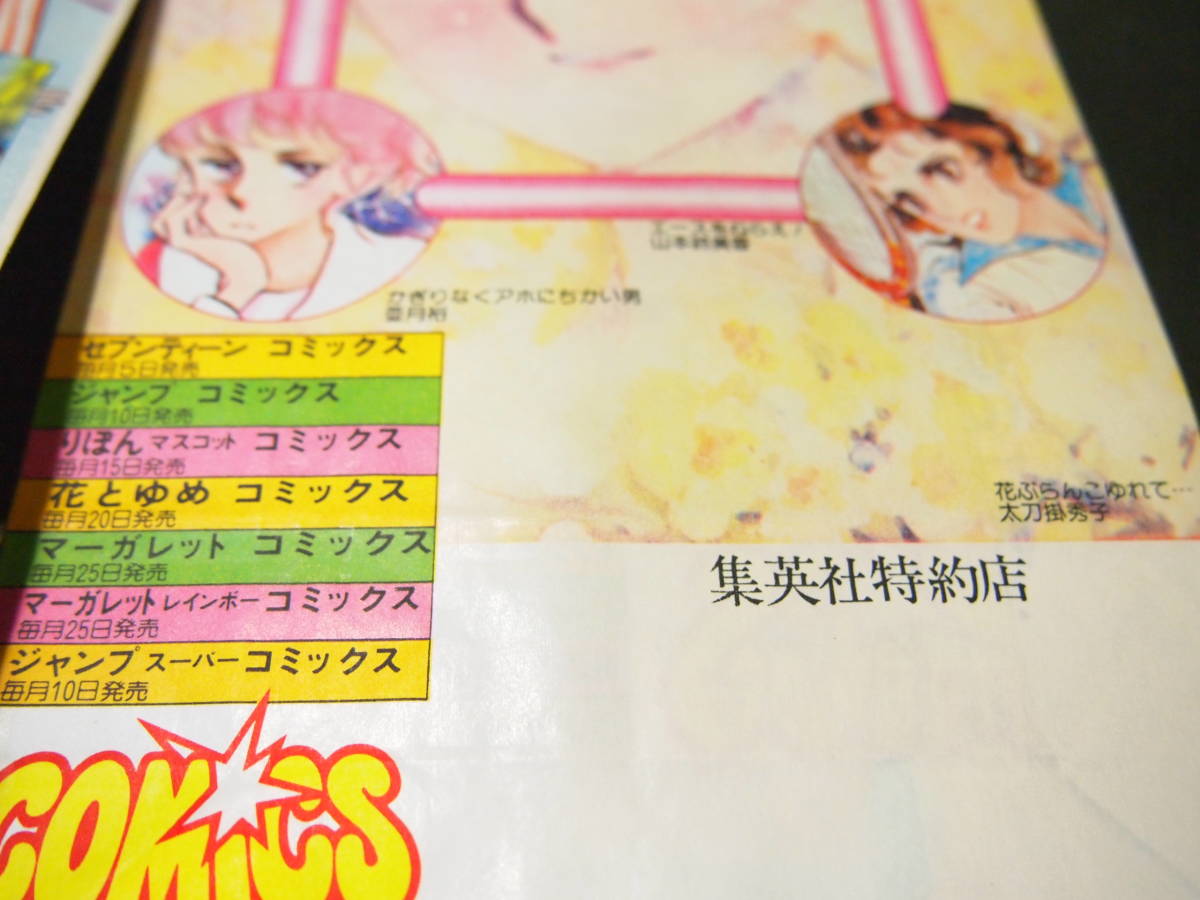 エースをねらえ!
山本鈴美香
かぎりなくアホにちかい男
亜月裕
セブンティーン コミックス
毎月5日発売
ジャンプ コミックス
毎月10日発売
りぼん マスコット コミックス
毎月15日発売
花とゆめ コミックス
毎月20日発売
マーガレット コミックス
毎月25日発売
マーガレット レインボー コミックス
毎月25日発売
ジャンプ スーパー コミックス
毎月10日発売
花ぶらんこゆれて…
太刀掛秀子
集英社特約店
COMICS